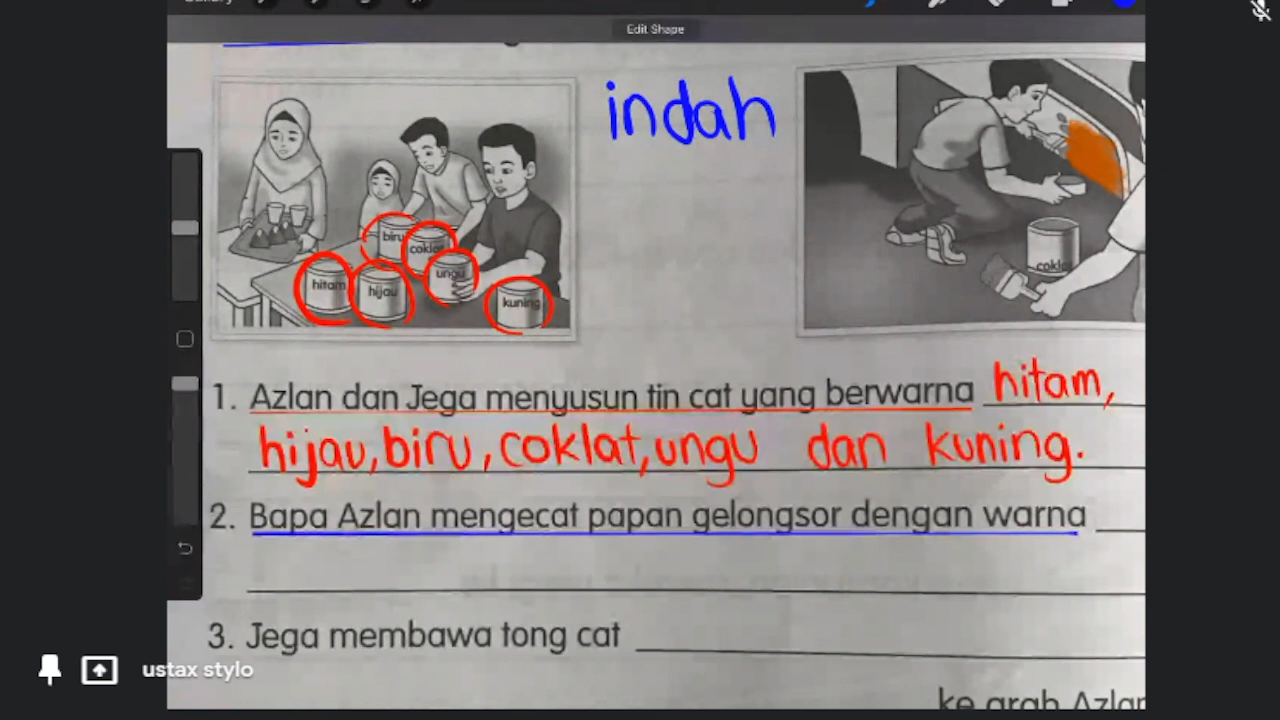 Edit Shape
indah
biru
coklat
ungu
hitam
hijau
kuning
1. Azlan dan Jega menyusun tin cat yang berwarna hitam,
hijau, biru, coklat, ungu dan kuning.
2. Bapa Azlan mengecat papan gelongsor dengan warna
3. Jega membawa tong cat
ke arah Azlan
ustax stylo